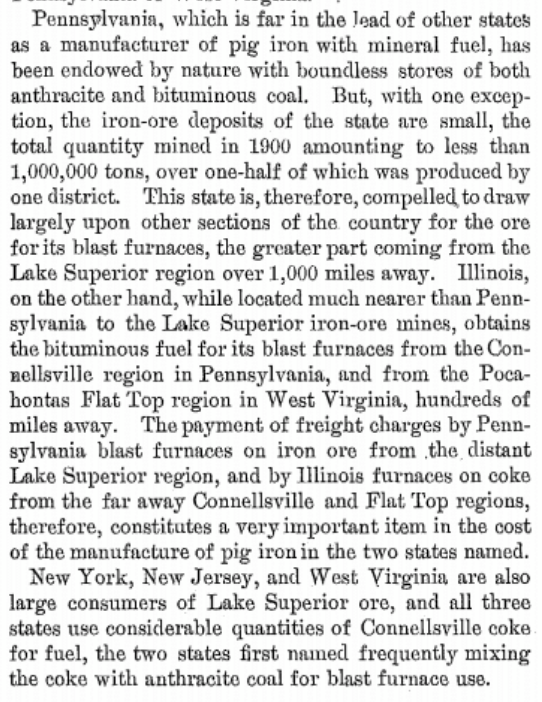 Pennsylvania, which is far in the lead of other states
as a manufacturer of pig iron with mineral fuel, has
been endowed by nature with boundless stores of both
anthracite and bituminous coal. But, with one excep-
tion, the iron-ore deposits of the state are small, the
total quantity mined in 1900 amounting to less than
1,000,000 tons, over one-half of which was produced by
one district. This state is, therefore, compelled to draw
largely upon other sections of the country for the ore
for its blast furnaces, the greater part coming from the
Lake Superior region over 1,000 miles away. Illinois,
on the other hand, while located much nearer than Penn-
sylvania to the Lake Superior iron-ore mines, obtains
the bituminous fuel for its blast furnaces from the Con-
nellsville region in Pennsylvania, and from the Poca-
hontas Flat Top region in West Virginia, hundreds of
miles away. The payment of freight charges by Penn-
sylvania blast furnaces on iron ore from the distant
Lake Superior region, and by Illinois furnaces on coke
from the far away Connellsville and Flat Top regions,
therefore, constitutes a very important item in the cost
of the manufacture of pig iron in the two states named.
New York, New Jersey, and West Virginia are also
large consumers of Lake Superior ore, and all three
states use considerable quantities of Connellsville coke
for fuel, the two states first named frequently mixing
the coke with anthracite coal for blast furnace use.